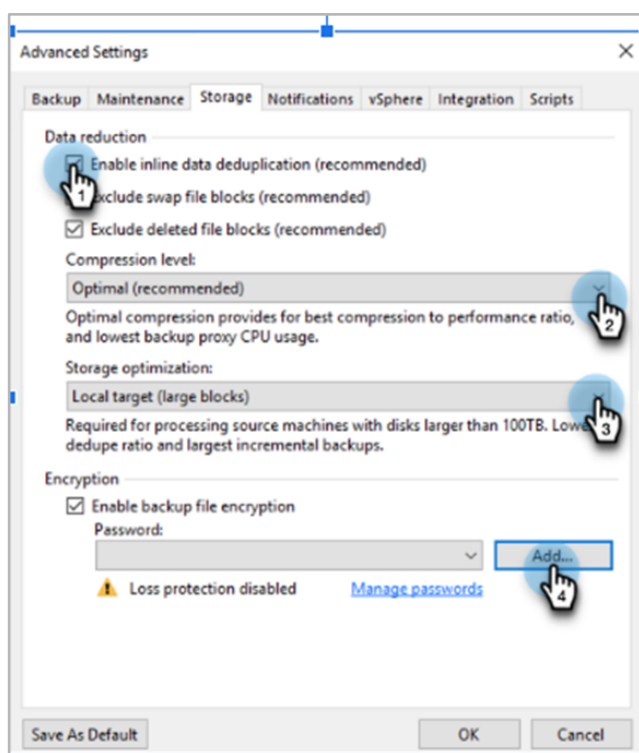 Advanced Settings
Backup Maintenance Storage Notifications vSphere Integration Scripts
Data reduction
Enable inline data deduplication (recommended)
1
Exclude swap file blocks (recommended)
Exclude deleted file blocks (recommended)
Compression level:
Optimal (recommended)
2
Optimal compression provides for best compression to performance ratio,
and lowest backup proxy CPU usage.
Storage optimization:
Local target (large blocks)
3
Required for processing source machines with disks larger than 100TB.
dedupe ratio and largest incremental backups.
Encryption
Enable backup file encryption
Password:
Add...
4
Loss protection disabled Manage passwords
Save As Default OK Cancel